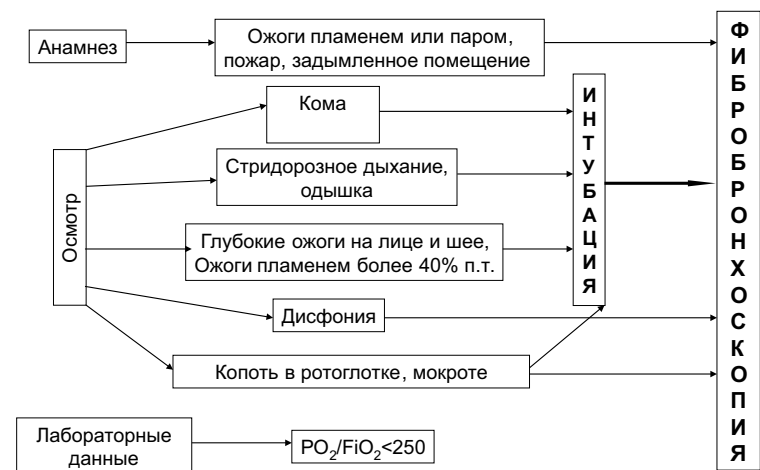 Анамнез
Ожоги пламенем или паром,
пожар, задымленное помещение
Осмотр
Кома
Стридорозное дыхание,
одышка
Глубокие ожоги на лице и шее,
Ожоги пламенем более 40% п.т.
Дисфония
Копоть в ротоглотке, мокроте
ИНТУБАЦИЯ
ФИБРОБРОНХОСКОПИЯ
Лабораторные
данные
PO₂/FiO₂<250